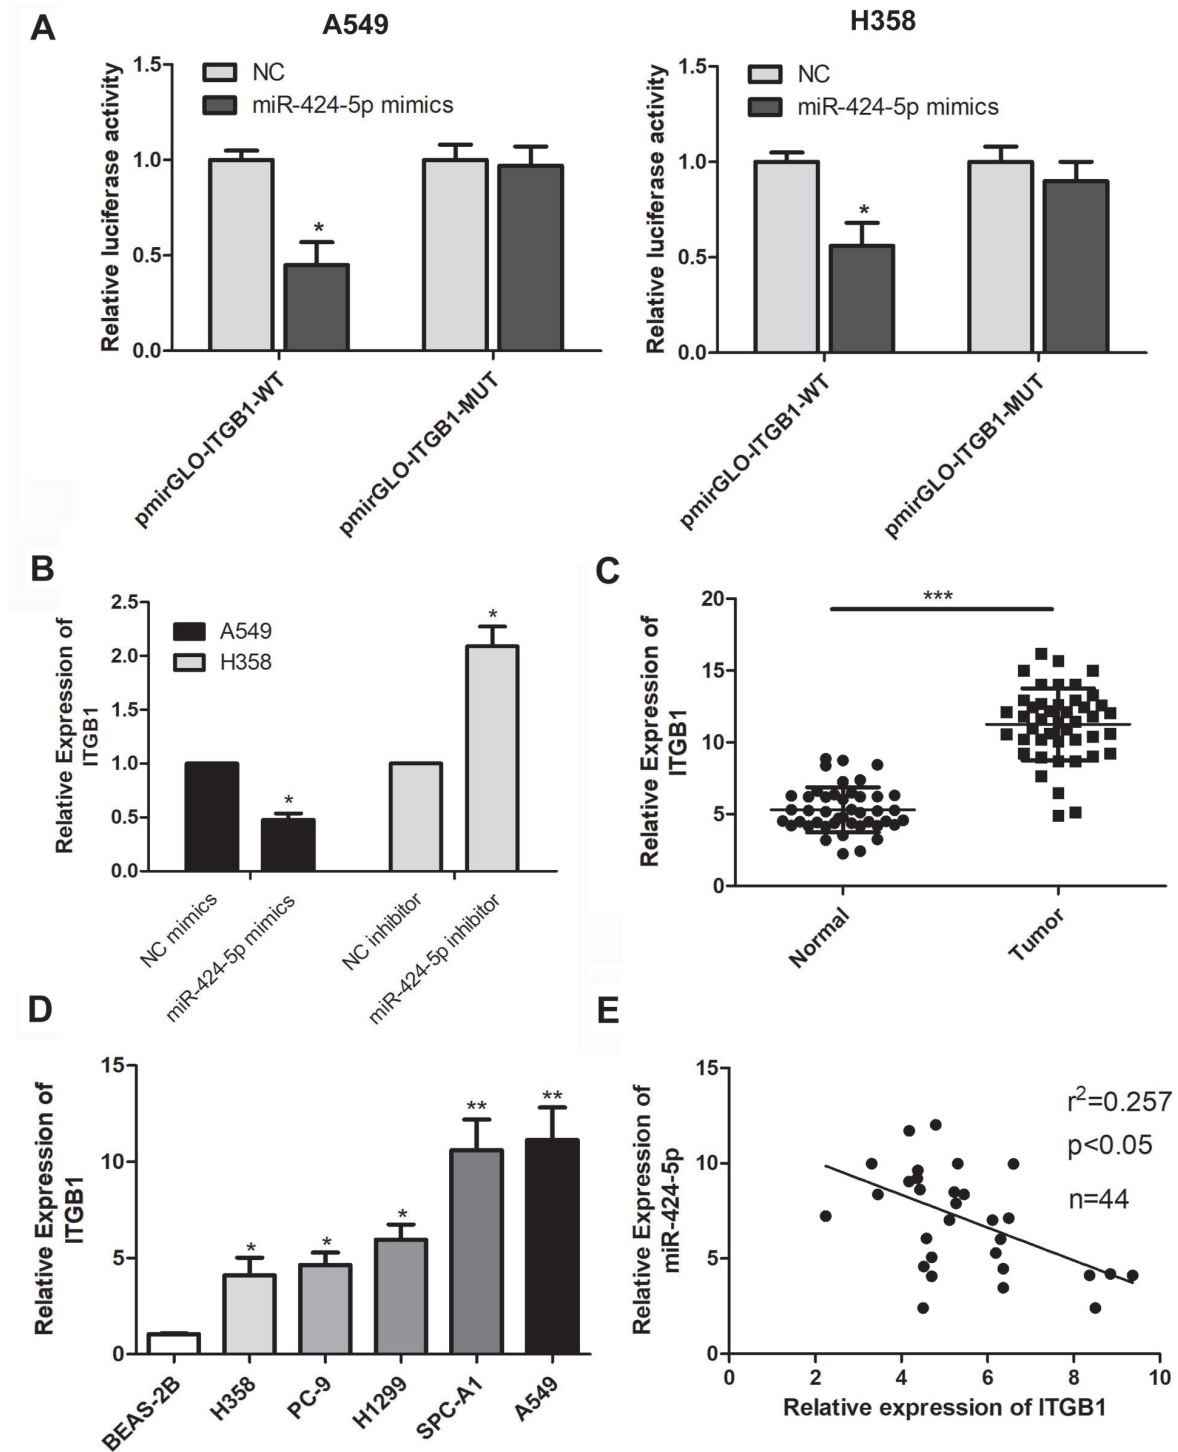 A
A549
H358
Relative luciferase activity
1.5
1.0
0.5
0.0
NC
miR-424-5p mimics
*
pmirGLO-ITGB1-WT
pmirGLO-ITGB1-MUT
Relative luciferase activity
1.5
1.0
0.5
0.0
NC
miR-424-5p mimics
*
pmirGLO-ITGB1-WT
pmirGLO-ITGB1-MUT
B
Relative Expression of
ITGB1
2.5
2.0
1.5
1.0
0.5
0.0
A549
H358
*
*
NC mimics
miR-424-5p mimics
NC inhibitor
miR-424-5p inhibitor
C
Relative Expression of
ITGB1
20
15
10
5
0
***
Normal
Tumor
D
Relative Expression of
ITGB1
15
10
5
0
*
*
*
**
**
BEAS-2B
H358
PC-9
H1299
SPC-A1
A549
E
Relative Expression of
miR-424-5p
15
10
5
0
r²=0.257
p<0.05
n=44
0 2 4 6 8 10
Relative expression of ITGB1